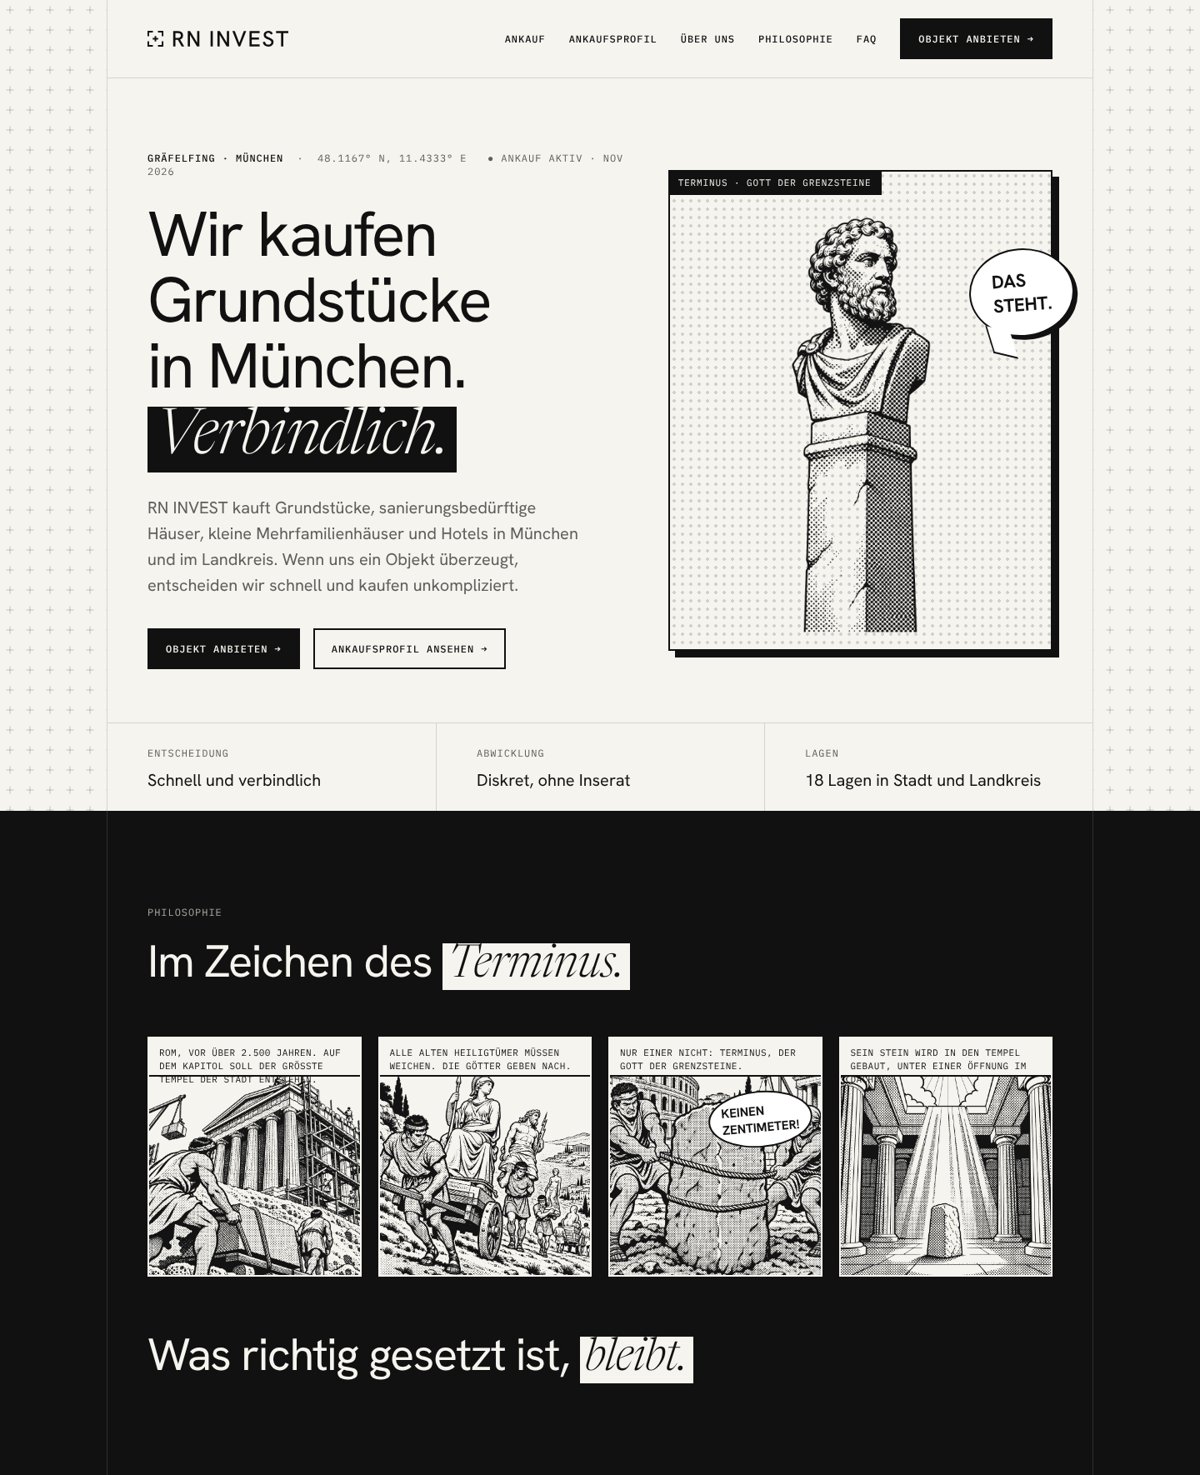 RN INVEST
ANKAUF ANKAUFSPROFIL ÜBER UNS PHILOSOPHIE FAQ OBJEKT ANBIETEN →
GRÄFELFING · MÜNCHEN · 48.1167° N, 11.4333° E ● ANKAUF AKTIV · NOV
2026
Wir kaufen
Grundstücke
in München.
Verbindlich.
RN INVEST kauft Grundstücke, sanierungsbedürftige
Häuser, kleine Mehrfamilienhäuser und Hotels in München
und im Landkreis. Wenn uns ein Objekt überzeugt,
entscheiden wir schnell und kaufen unkompliziert.
OBJEKT ANBIETEN → ANKAUFSPROFIL ANSEHEN →
TERMINUS · GOTT DER GRENZSTEINE
DAS
STEHT.
ENTSCHEIDUNG
Schnell und verbindlich
ABWICKLUNG
Diskret, ohne Inserat
LAGEN
18 Lagen in Stadt und Landkreis
PHILOSOPHIE
Im Zeichen des Terminus.
ROM, VOR ÜBER 2.500 JAHREN. AUF
DEM KAPITOL SOLL DER GRÖSSTE
TEMPEL DER STADT
ALLE ALTEN HEILIGTÜMER MÜSSEN
WEICHEN. DIE GÖTTER GEBEN NACH.
NUR EINER NICHT: TERMINUS, DER
GOTT DER GRENZSTEINE.
KEINEN
ZENTIMETER!
SEIN STEIN WIRD IN DEN TEMPEL
GEBAUT, UNTER EINER ÖFFNUNG IM
Was richtig gesetzt ist, bleibt.